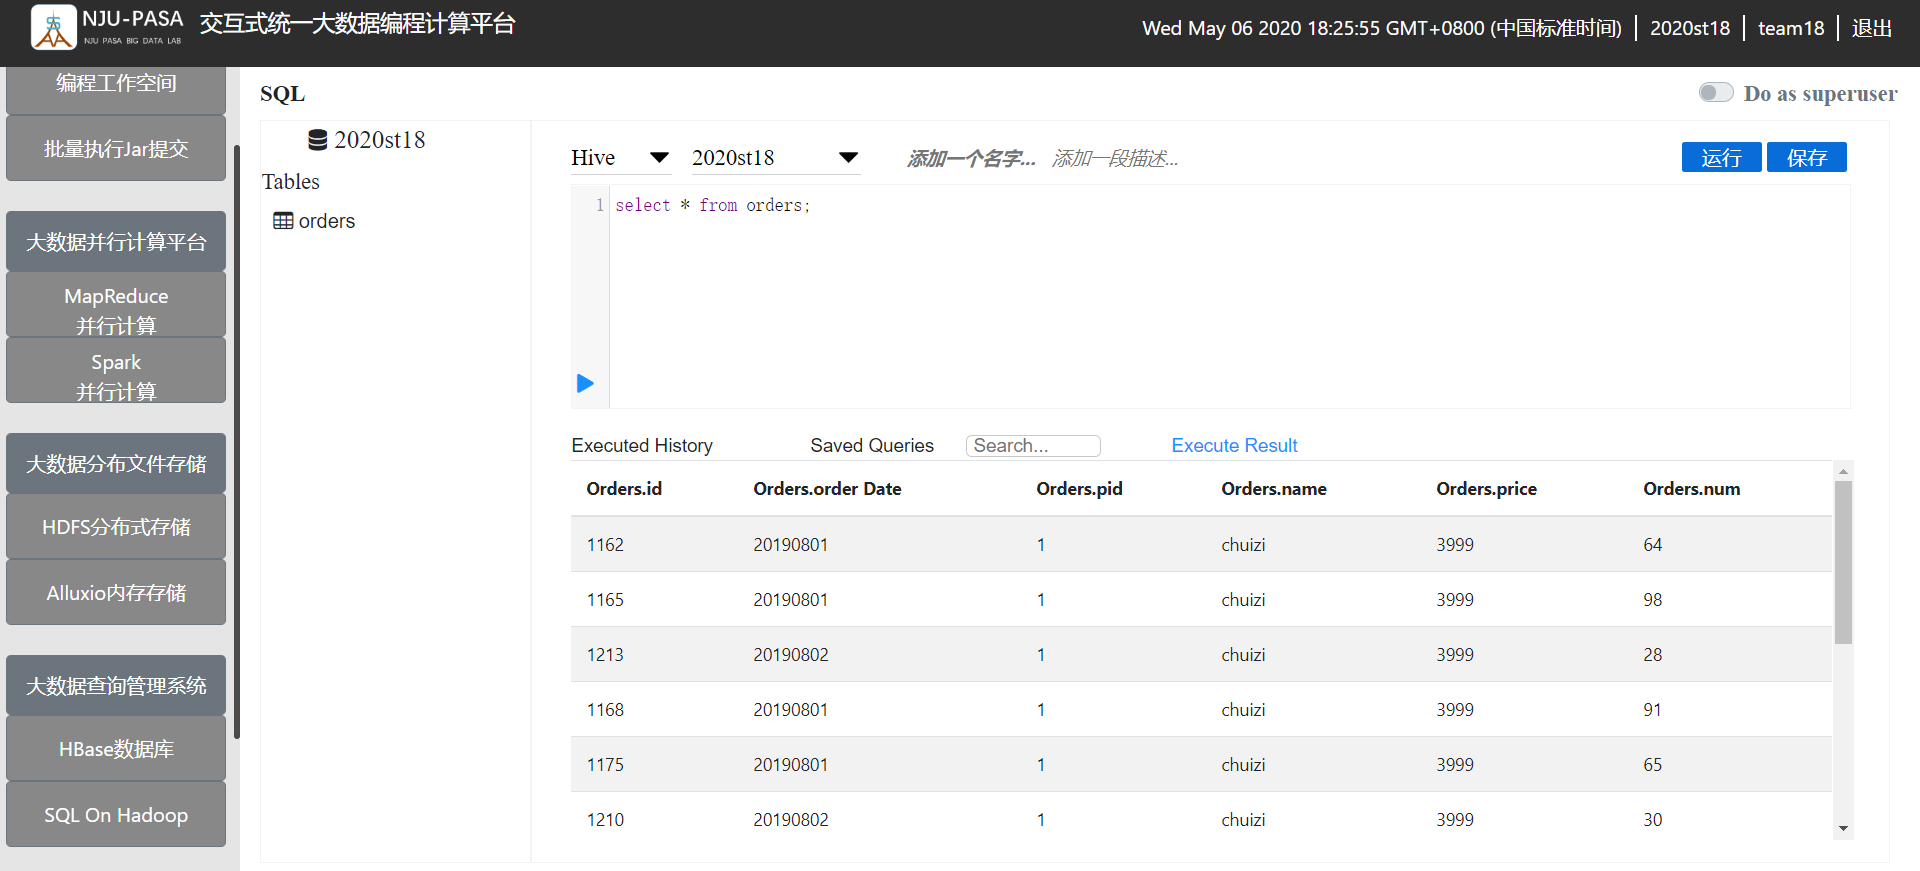 NJU-PASA
NJU PASA BIG DATA LAB
交互式统一大数据编程计算平台
Wed May 06 2020 18:25:55 GMT+0800 (中国标准时间)
2020st18
team18
退出
编程工作空间
批量执行Jar提交
大数据并行计算平台
MapReduce
并行计算
Spark
并行计算
大数据分布文件存储
HDFS分布式存储
Alluxio内存存储
大数据查询管理系统
HBase数据库
SQL On Hadoop
SQL
Do as superuser
2020st18
Tables
orders
Hive
2020st18
添加一个名字...
添加一段描述...
运行
保存
1 select * from orders;
Executed History
Saved Queries
Search...
Execute Result
Orders.id Orders.order Date Orders.pid Orders.name Orders.price Orders.num
1162 20190801 1 chuizi 3999 64
1165 20190801 1 chuizi 3999 98
1213 20190802 1 chuizi 3999 28
1168 20190801 1 chuizi 3999 91
1175 20190801 1 chuizi 3999 65
1210 20190802 1 chuizi 3999 30